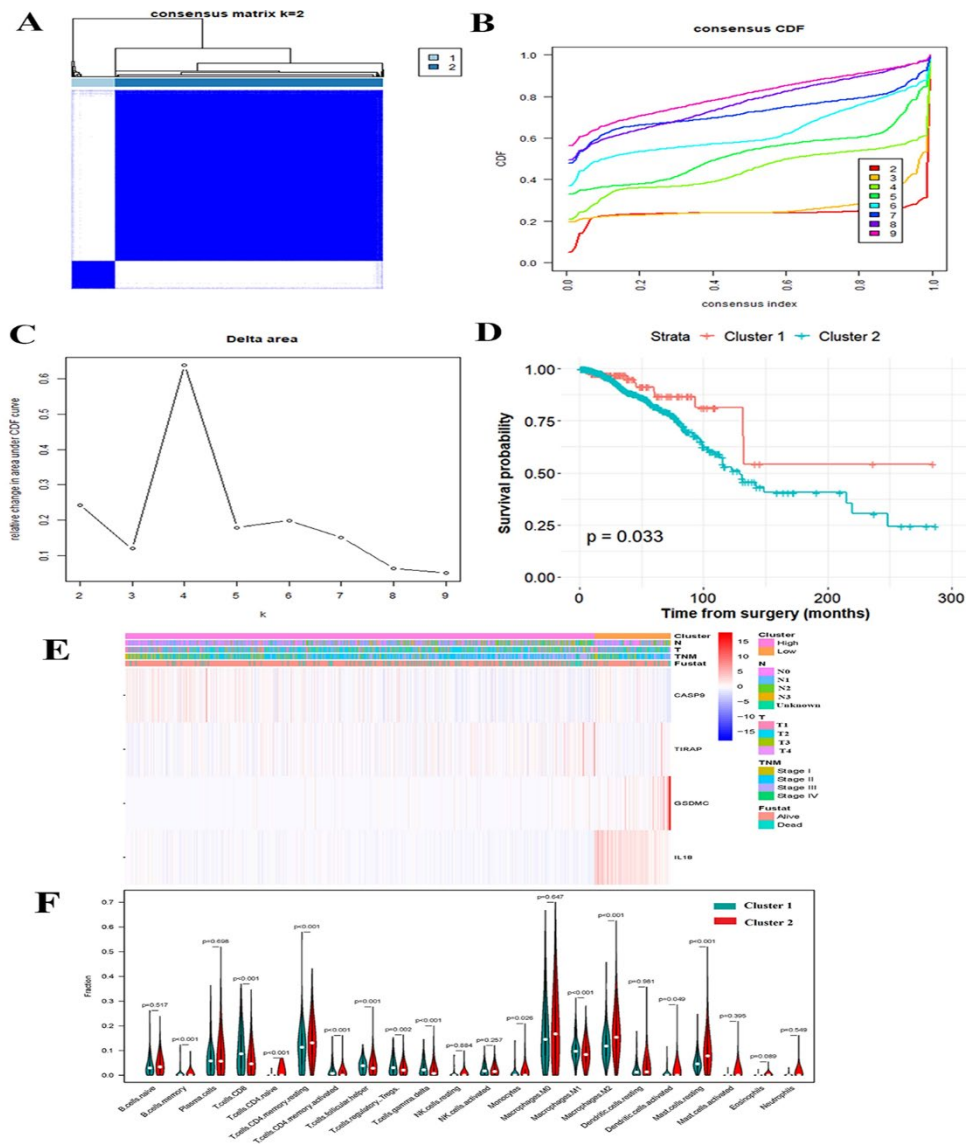 A
consensus matrix k=2
1
2
B
consensus CDF
CDF
1.0
0.8
0.6
0.4
0.2
0.0
2
3
4
5
6
7
8
9
0.0
0.2
0.4
0.6
0.8
1.0
consensus index
C
Delta area
relative change in area under CDF curve
0.6
0.5
0.4
0.3
0.2
0.1
2
3
4
5
6
7
8
9
k
D
Strata
Cluster 1
Cluster 2
Survival probability
1.00
0.75
0.50
0.25
0.00
p = 0.033
0
100
200
300
Time from surgery (months)
E
Cluster
N
T
TNM
Fustat
CASP9
TIRAP
GSDMC
IL1B
15
10
5
0
−5
−10
−15
Cluster
High
Low
N
N0
N1
N2
N3
Unknown
T
T1
T2
T3
T4
TNM
Stage I
Stage II
Stage III
Stage IV
Fustat
Alive
Dead
F
Cluster 1
Cluster 2
Fraction
0.7
0.6
0.5
0.4
0.3
0.2
0.1
0.0
p=0.517
p<0.001
p=0.698
p<0.001
p<0.001
p<0.001
p<0.001
p<0.001
p=0.002
p<0.001
p=0.884
p=0.257
p=0.026
p=0.647
p<0.001
p<0.001
p=0.981
p=0.049
p<0.001
p=0.395
p=0.089
p=0.549
B.cells.naive
B.cells.memory
Plasma.cells
T.cells.CD8
T.cells.CD4.naive
T.cells.CD4.memory.resting
T.cells.CD4.memory.activated
T.cells.follicular.helper
T.cells.regulatory..Tregs.
T.cells.gamma.delta
NK.cells.resting
NK.cells.activated
Monocytes
Macrophages.M0
Macrophages.M1
Macrophages.M2
Dendritic.cells.resting
Dendritic.cells.activated
Mast.cells.resting
Mast.cells.activated
Eosinophils
Neutrophils